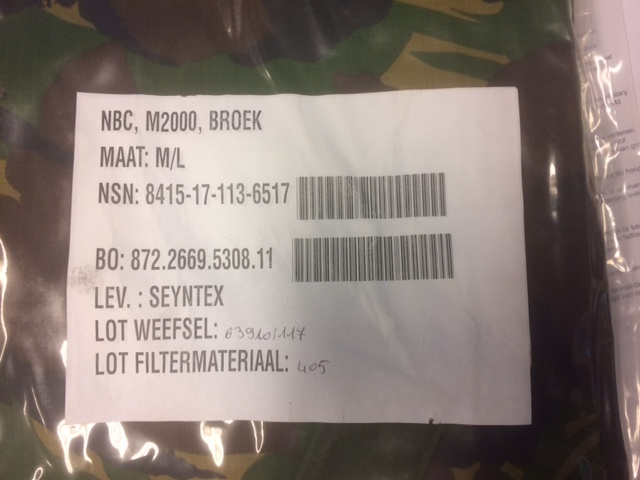 NBC, M2000, BROEK
MAAT: M/L
NSN: 8415-17-113-6517
BO: 872.2669.5308.11
LEV. : SEYNTEX
LOT WEEFSEL: 63910/117
LOT FILTERMATERIAAL: 405